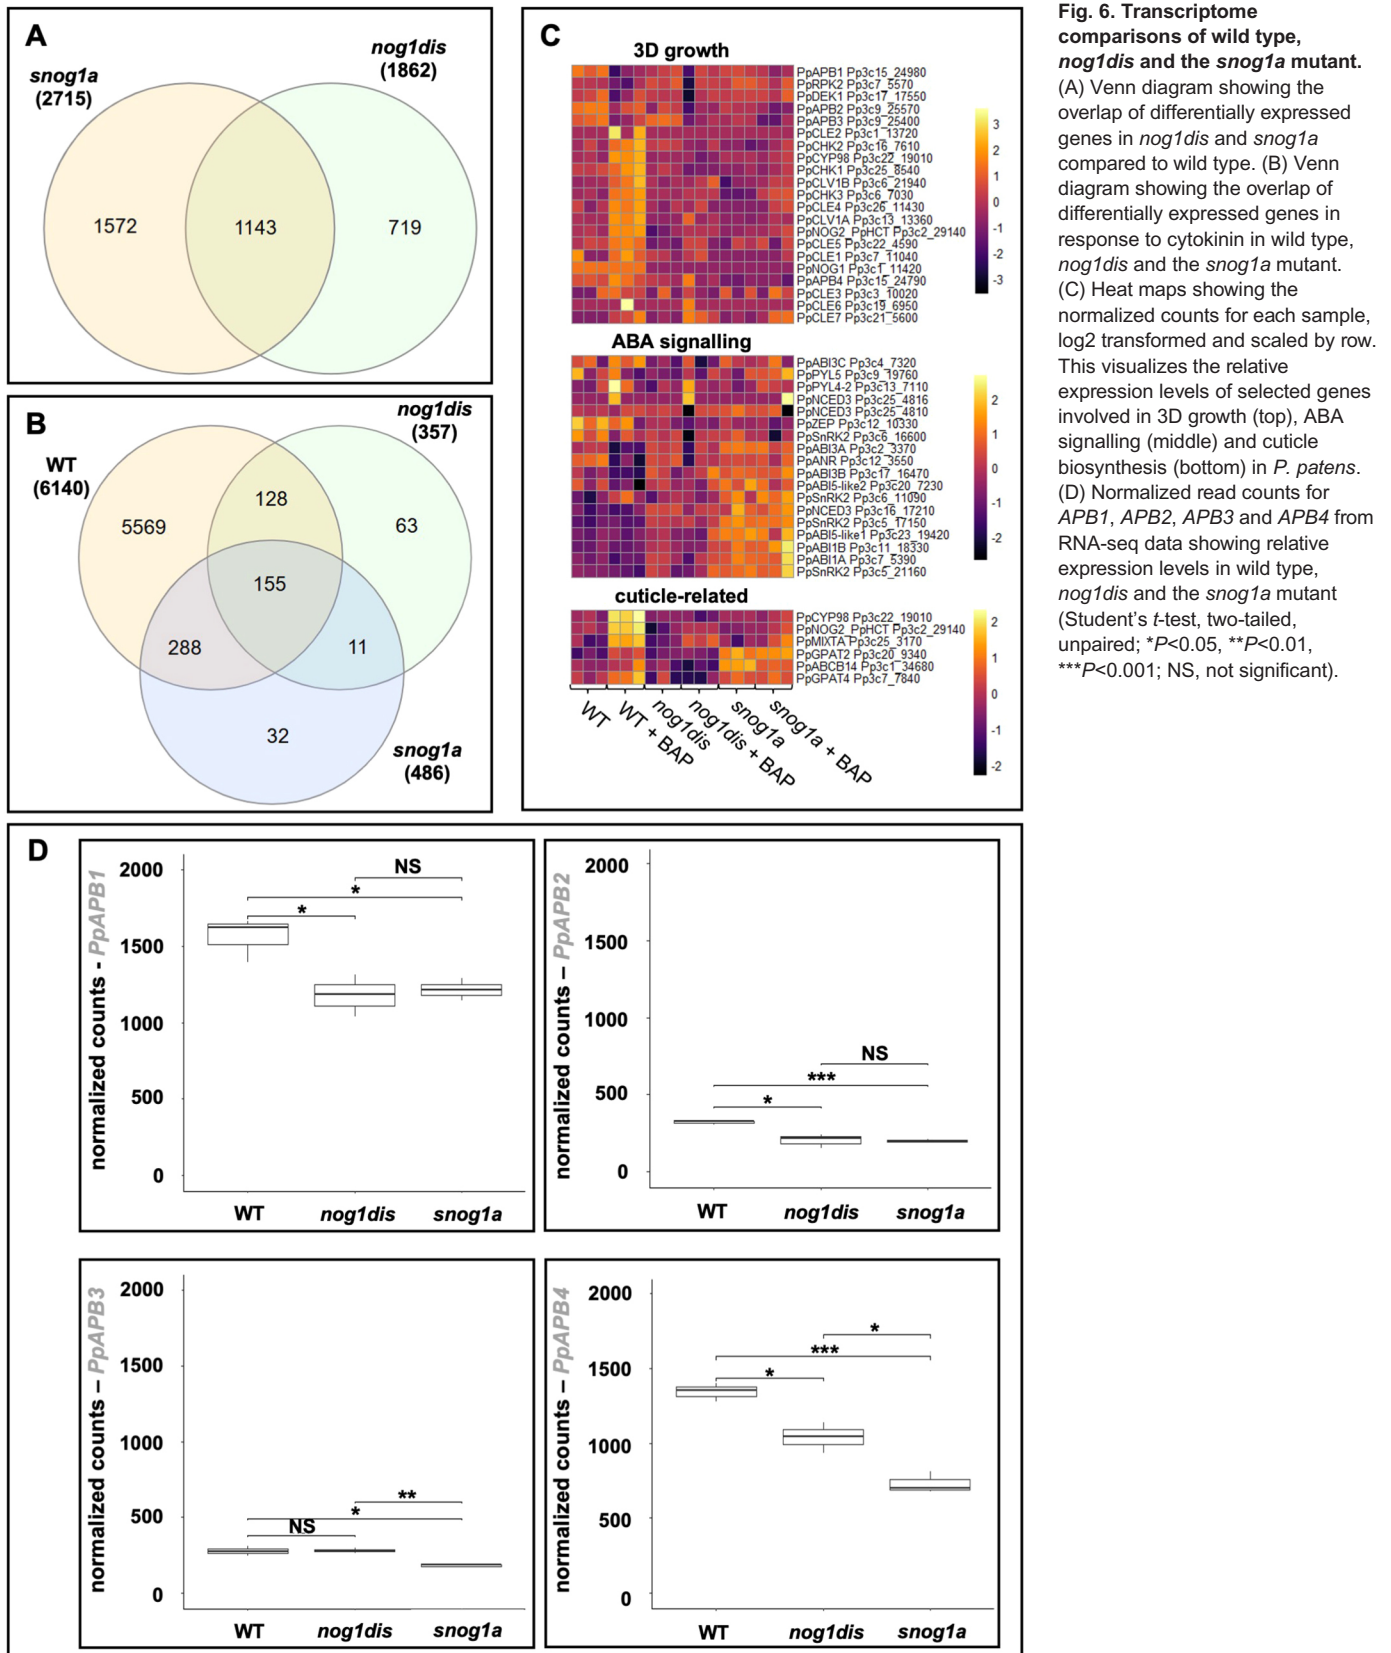 A
snog1a
(2715)
nog1dis
(1862)
1572
1143
719
B
nog1dis
(357)
WT
(6140)
5569
128
63
155
288
11
32
snog1a
(486)
C
3D growth
PpAPB1 Pp3c15_24980
PpRPK2 Pp3c7_5570
PpDEK1 Pp3c17_17550
PpAPB2 Pp3c9_25570
PpAPB3 Pp3c9_25400
PpCLE2 Pp3c1_13720
PpCHK2 Pp3c16_7610
PpCYP98 Pp3c22_19010
PpCHK1 Pp3c25_8540
PpCLV1B Pp3c6_21940
PpCHK3 Pp3c6_7030
PpCLE4 Pp3c26_11430
PpCLV1A Pp3c13_13360
PpNOG2_PpHCT Pp3c2_29140
PpCLE5 Pp3c22_4590
PpCLE1 Pp3c7_11040
PpNOG1 Pp3c1_11420
PpAPB4 Pp3c15_24790
PpCLE3 Pp3c3_10020
PpCLE6 Pp3c19_6950
PpCLE7 Pp3c21_5600
3
2
1
0
-1
-2
-3
ABA signalling
PpABI3C Pp3c4_7320
PpPYL5 Pp3c9_19760
PpPYL4-2 Pp3c13_7110
PpNCED3 Pp3c25_4816
PpNCED3 Pp3c25_4810
PpZEP Pp3c12_10330
PpSnRK2 Pp3c6_16600
PpABI3A Pp3c2_3370
PpANR Pp3c12_3550
PpABI3B Pp3c17_16470
PpABI5-like2 Pp3c20_7230
PpSnRK2 Pp3c6_11090
PpNCED3 Pp3c16_17210
PpSnRK2 Pp3c5_17150
PpABI5-like1 Pp3c23_19420
PpABI1B Pp3c11_18330
PpABI1A Pp3c7_5390
PpSnRK2 Pp3c5_21160
2
1
0
-1
-2
cuticle-related
PpCYP98 Pp3c22_19010
PpNOG2_PpHCT Pp3c2_29140
PpMIXTA Pp3c25_3170
PpGPAT2 Pp3c20_9340
PpABCB14 Pp3c1_34680
PpGPAT4 Pp3c7_7840
2
1
0
-1
-2
WT
WT + BAP
nog1dis
nog1dis + BAP
snog1a
snog1a + BAP
Fig. 6. Transcriptome
comparisons of wild type,
nog1dis and the snog1a mutant.
(A) Venn diagram showing the
overlap of differentially expressed
genes in nog1dis and snog1a
compared to wild type. (B) Venn
diagram showing the overlap of
differentially expressed genes in
response to cytokinin in wild type,
nog1dis and the snog1a mutant.
(C) Heat maps showing the
normalized counts for each sample,
log2 transformed and scaled by row.
This visualizes the relative
expression levels of selected genes
involved in 3D growth (top), ABA
signalling (middle) and cuticle
biosynthesis (bottom) in P. patens.
(D) Normalized read counts for
APB1, APB2, APB3 and APB4 from
RNA-seq data showing relative
expression levels in wild type,
nog1dis and the snog1a mutant
(Student's t-test, two-tailed,
unpaired; *P<0.05, **P<0.01,
***P<0.001; NS, not significant).
D
normalized counts - PpAPB1
2000
1500
1000
500
0
NS
*
*
WT
nog1dis
snog1a
normalized counts – PpAPB2
2000
1500
1000
500
0
NS
***
*
WT
nog1dis
snog1a
normalized counts – PpAPB3
2000
1500
1000
500
0
**
*
NS
WT
nog1dis
snog1a
normalized counts – PpAPB4
2000
1500
1000
500
0
*
***
*
WT
nog1dis
snog1a